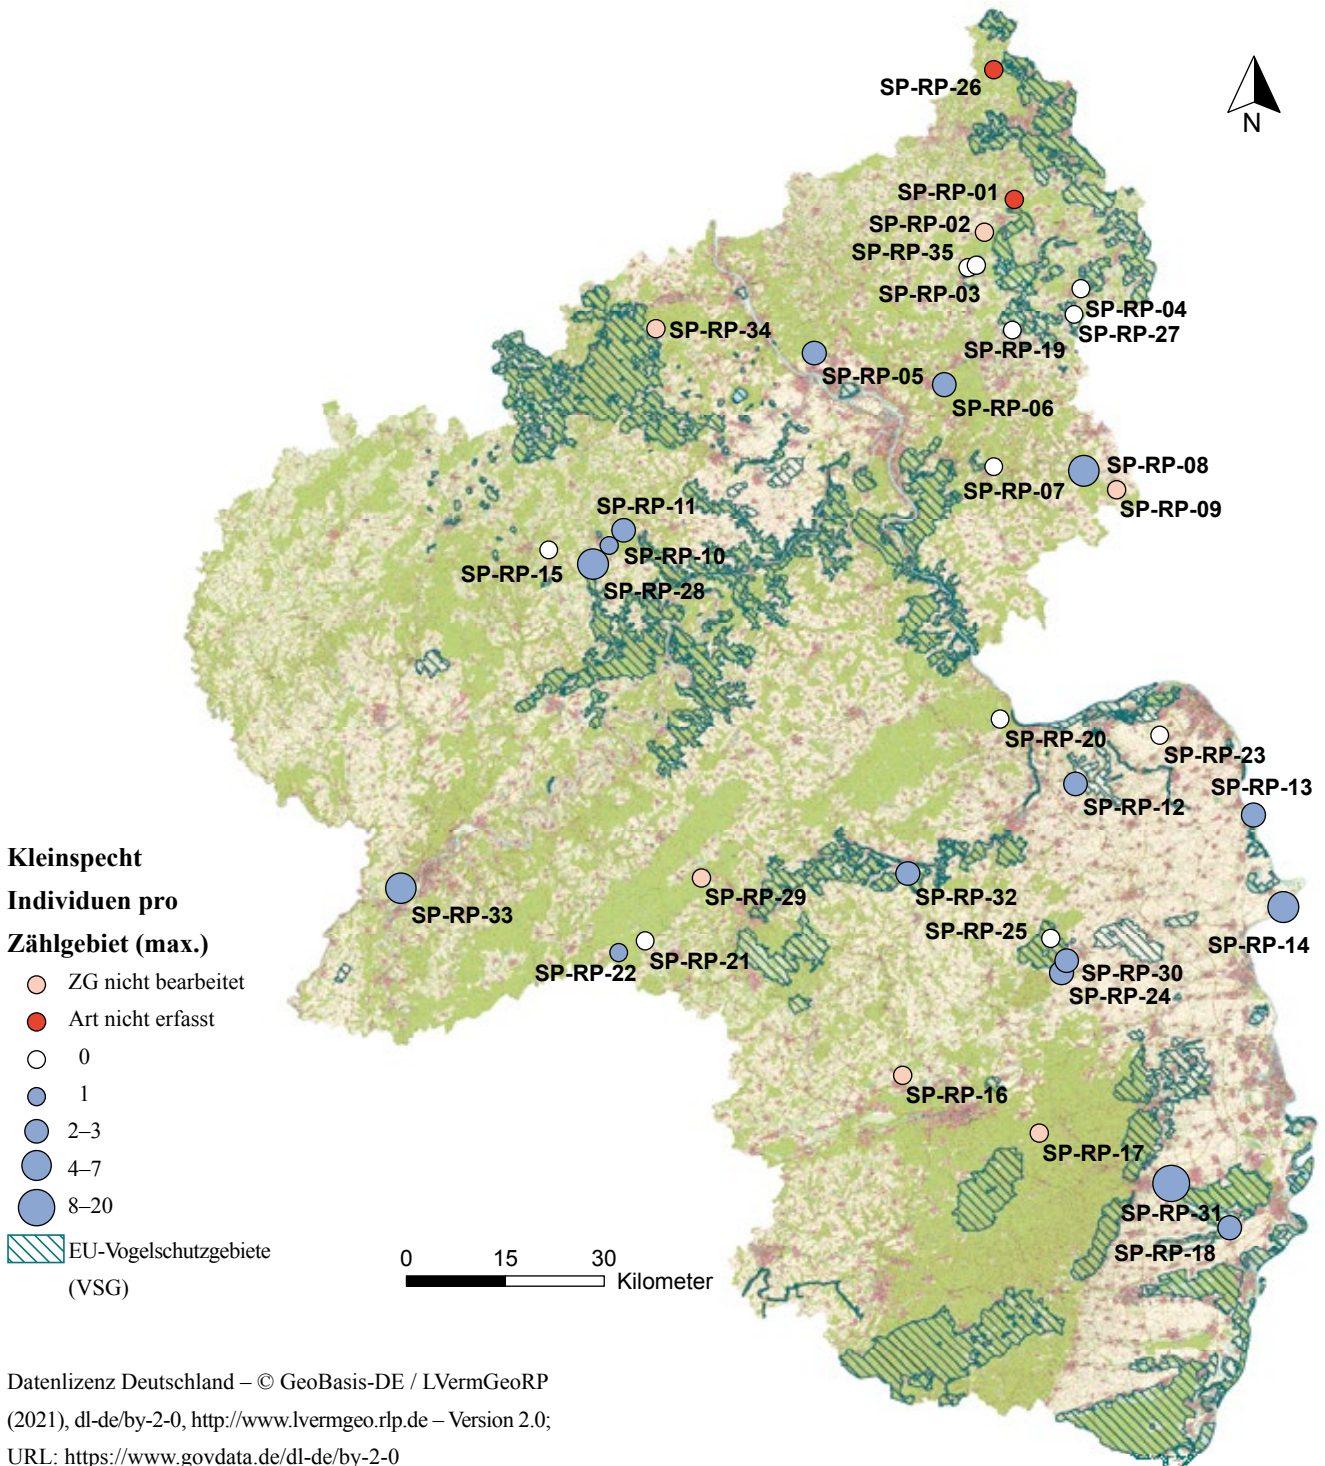 N
SP-RP-26
SP-RP-01
SP-RP-02
SP-RP-35
SP-RP-03
SP-RP-04
SP-RP-27
SP-RP-19
SP-RP-34
SP-RP-05
SP-RP-06
SP-RP-08
SP-RP-07
SP-RP-09
SP-RP-11
SP-RP-10
SP-RP-15
SP-RP-28
SP-RP-20
SP-RP-23
SP-RP-12
SP-RP-13
SP-RP-33
SP-RP-29
SP-RP-32
SP-RP-14
SP-RP-25
SP-RP-21
SP-RP-22
SP-RP-30
SP-RP-24
SP-RP-16
SP-RP-17
SP-RP-31
SP-RP-18
Kleinspecht
Individuen pro
Zählgebiet (max.)
ZG nicht bearbeitet
Art nicht erfasst
0
1
2–3
4–7
8–20
EU-Vogelschutzgebiete
(VSG)
0 15 30
Kilometer
Datenlizenz Deutschland – © GeoBasis-DE / LVermGeoRP
(2021), dl-de/by-2-0, http://www.lvermgeo.rlp.de – Version 2.0;
URL: https://www.govdata.de/dl-de/by-2-0